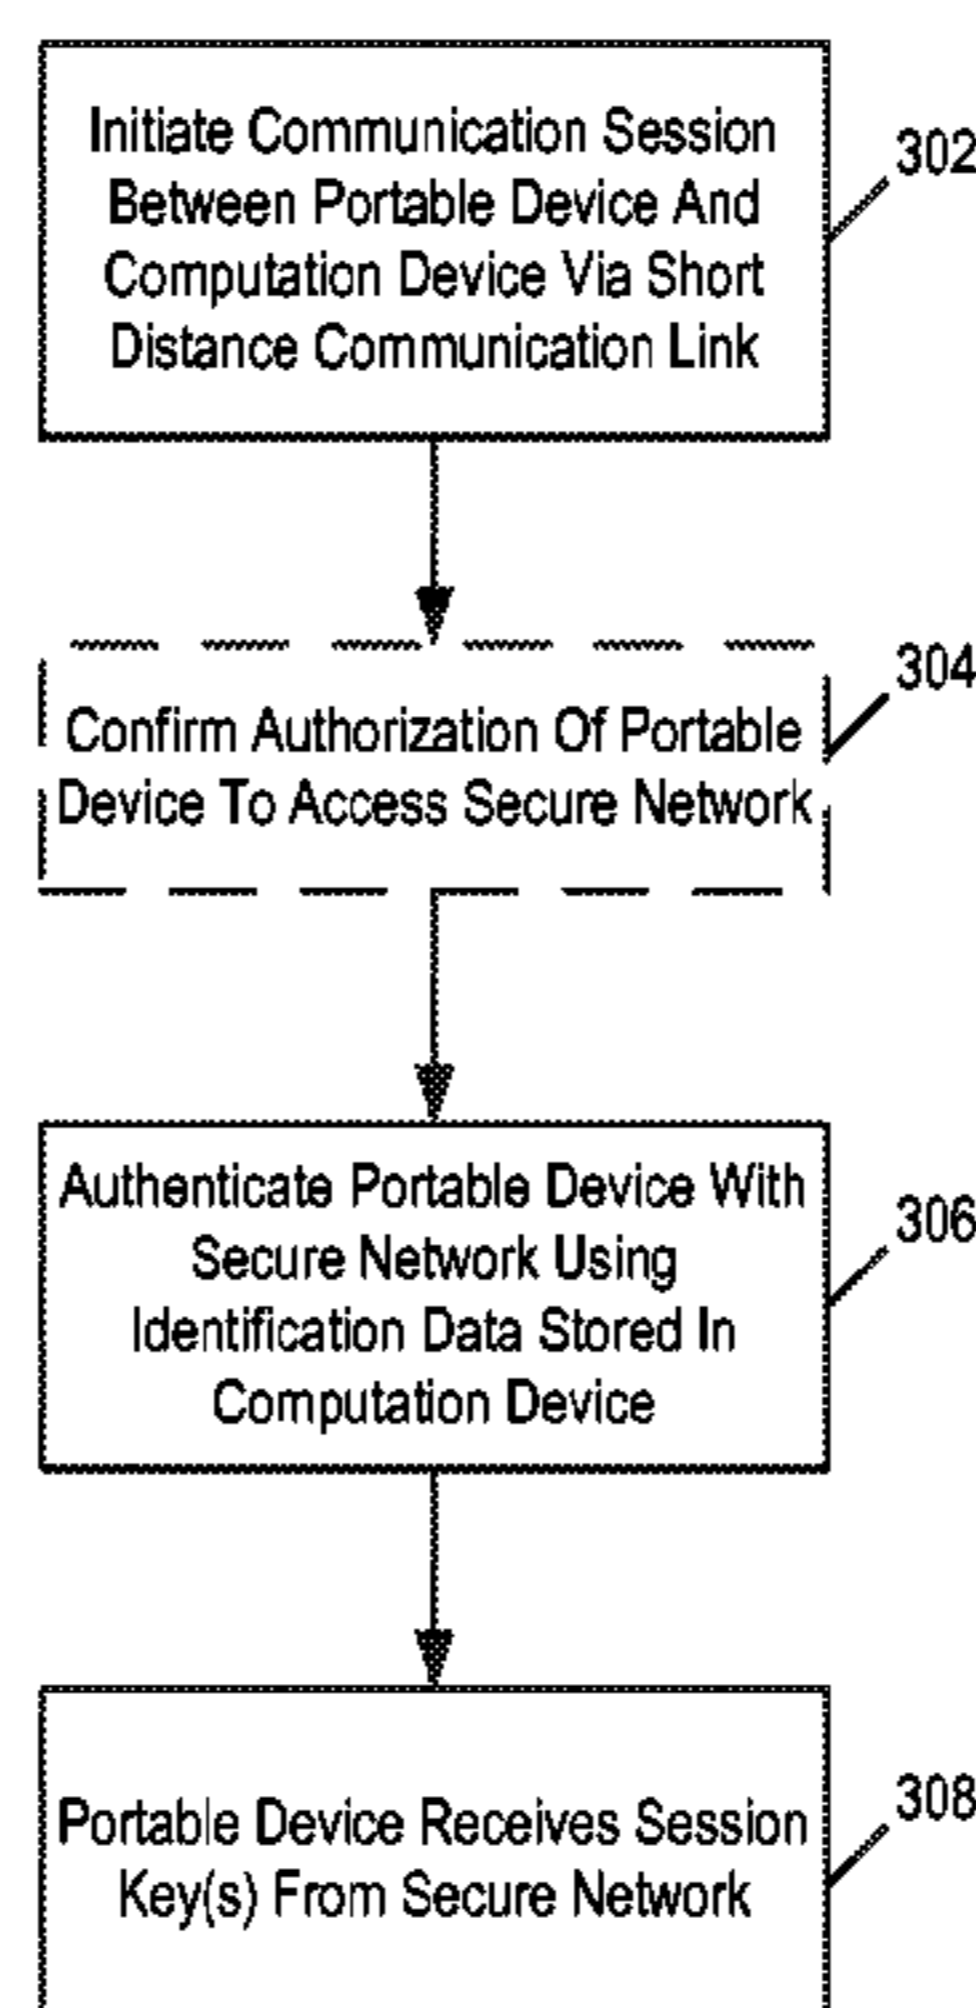 Initiate Communication Session
Between Portable Device And
Computation Device Via Short
Distance Communication Link
302
Confirm Authorization Of Portable
Device To Access Secure Network
304
Authenticate Portable Device With
Secure Network Using
Identification Data Stored In
Computation Device
306
Portable Device Receives Session
Key(s) From Secure Network
308